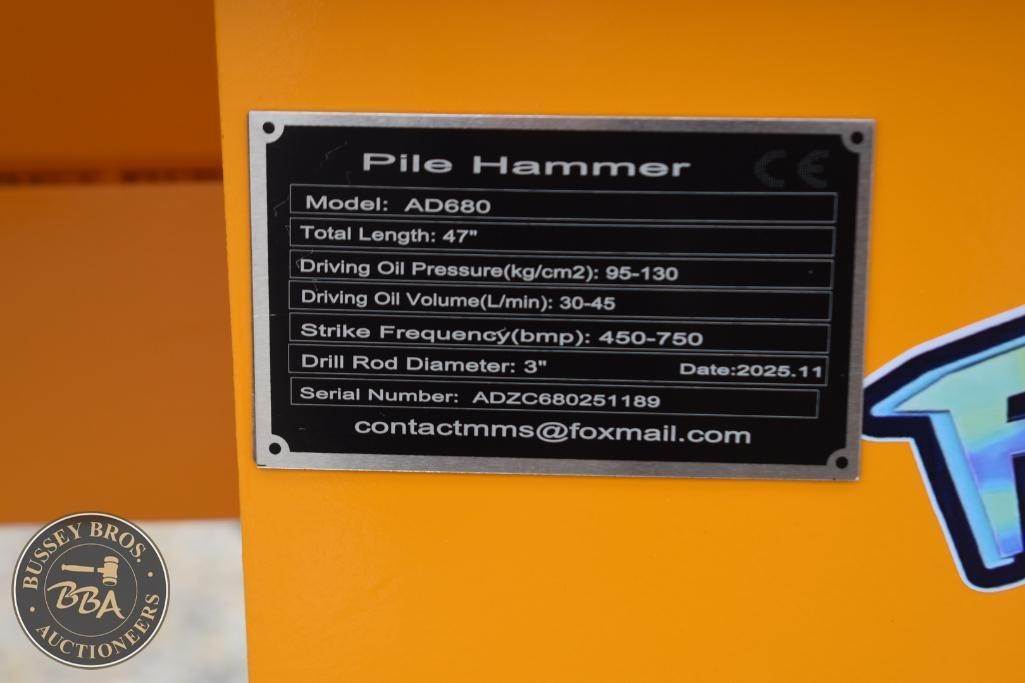 Pile Hammer CE
Model: AD680
Total Length: 47"
Driving Oil Pressure(kg/cm2): 95-130
Driving Oil Volume(L/min): 30-45
Strike Frequency(bmp): 450-750
Drill Rod Diameter: 3" Date:2025.11
Serial Number: ADZC680251189
contactmms@foxmail.com
BUSSEY BROS.
BBA
AUCTIONEERS